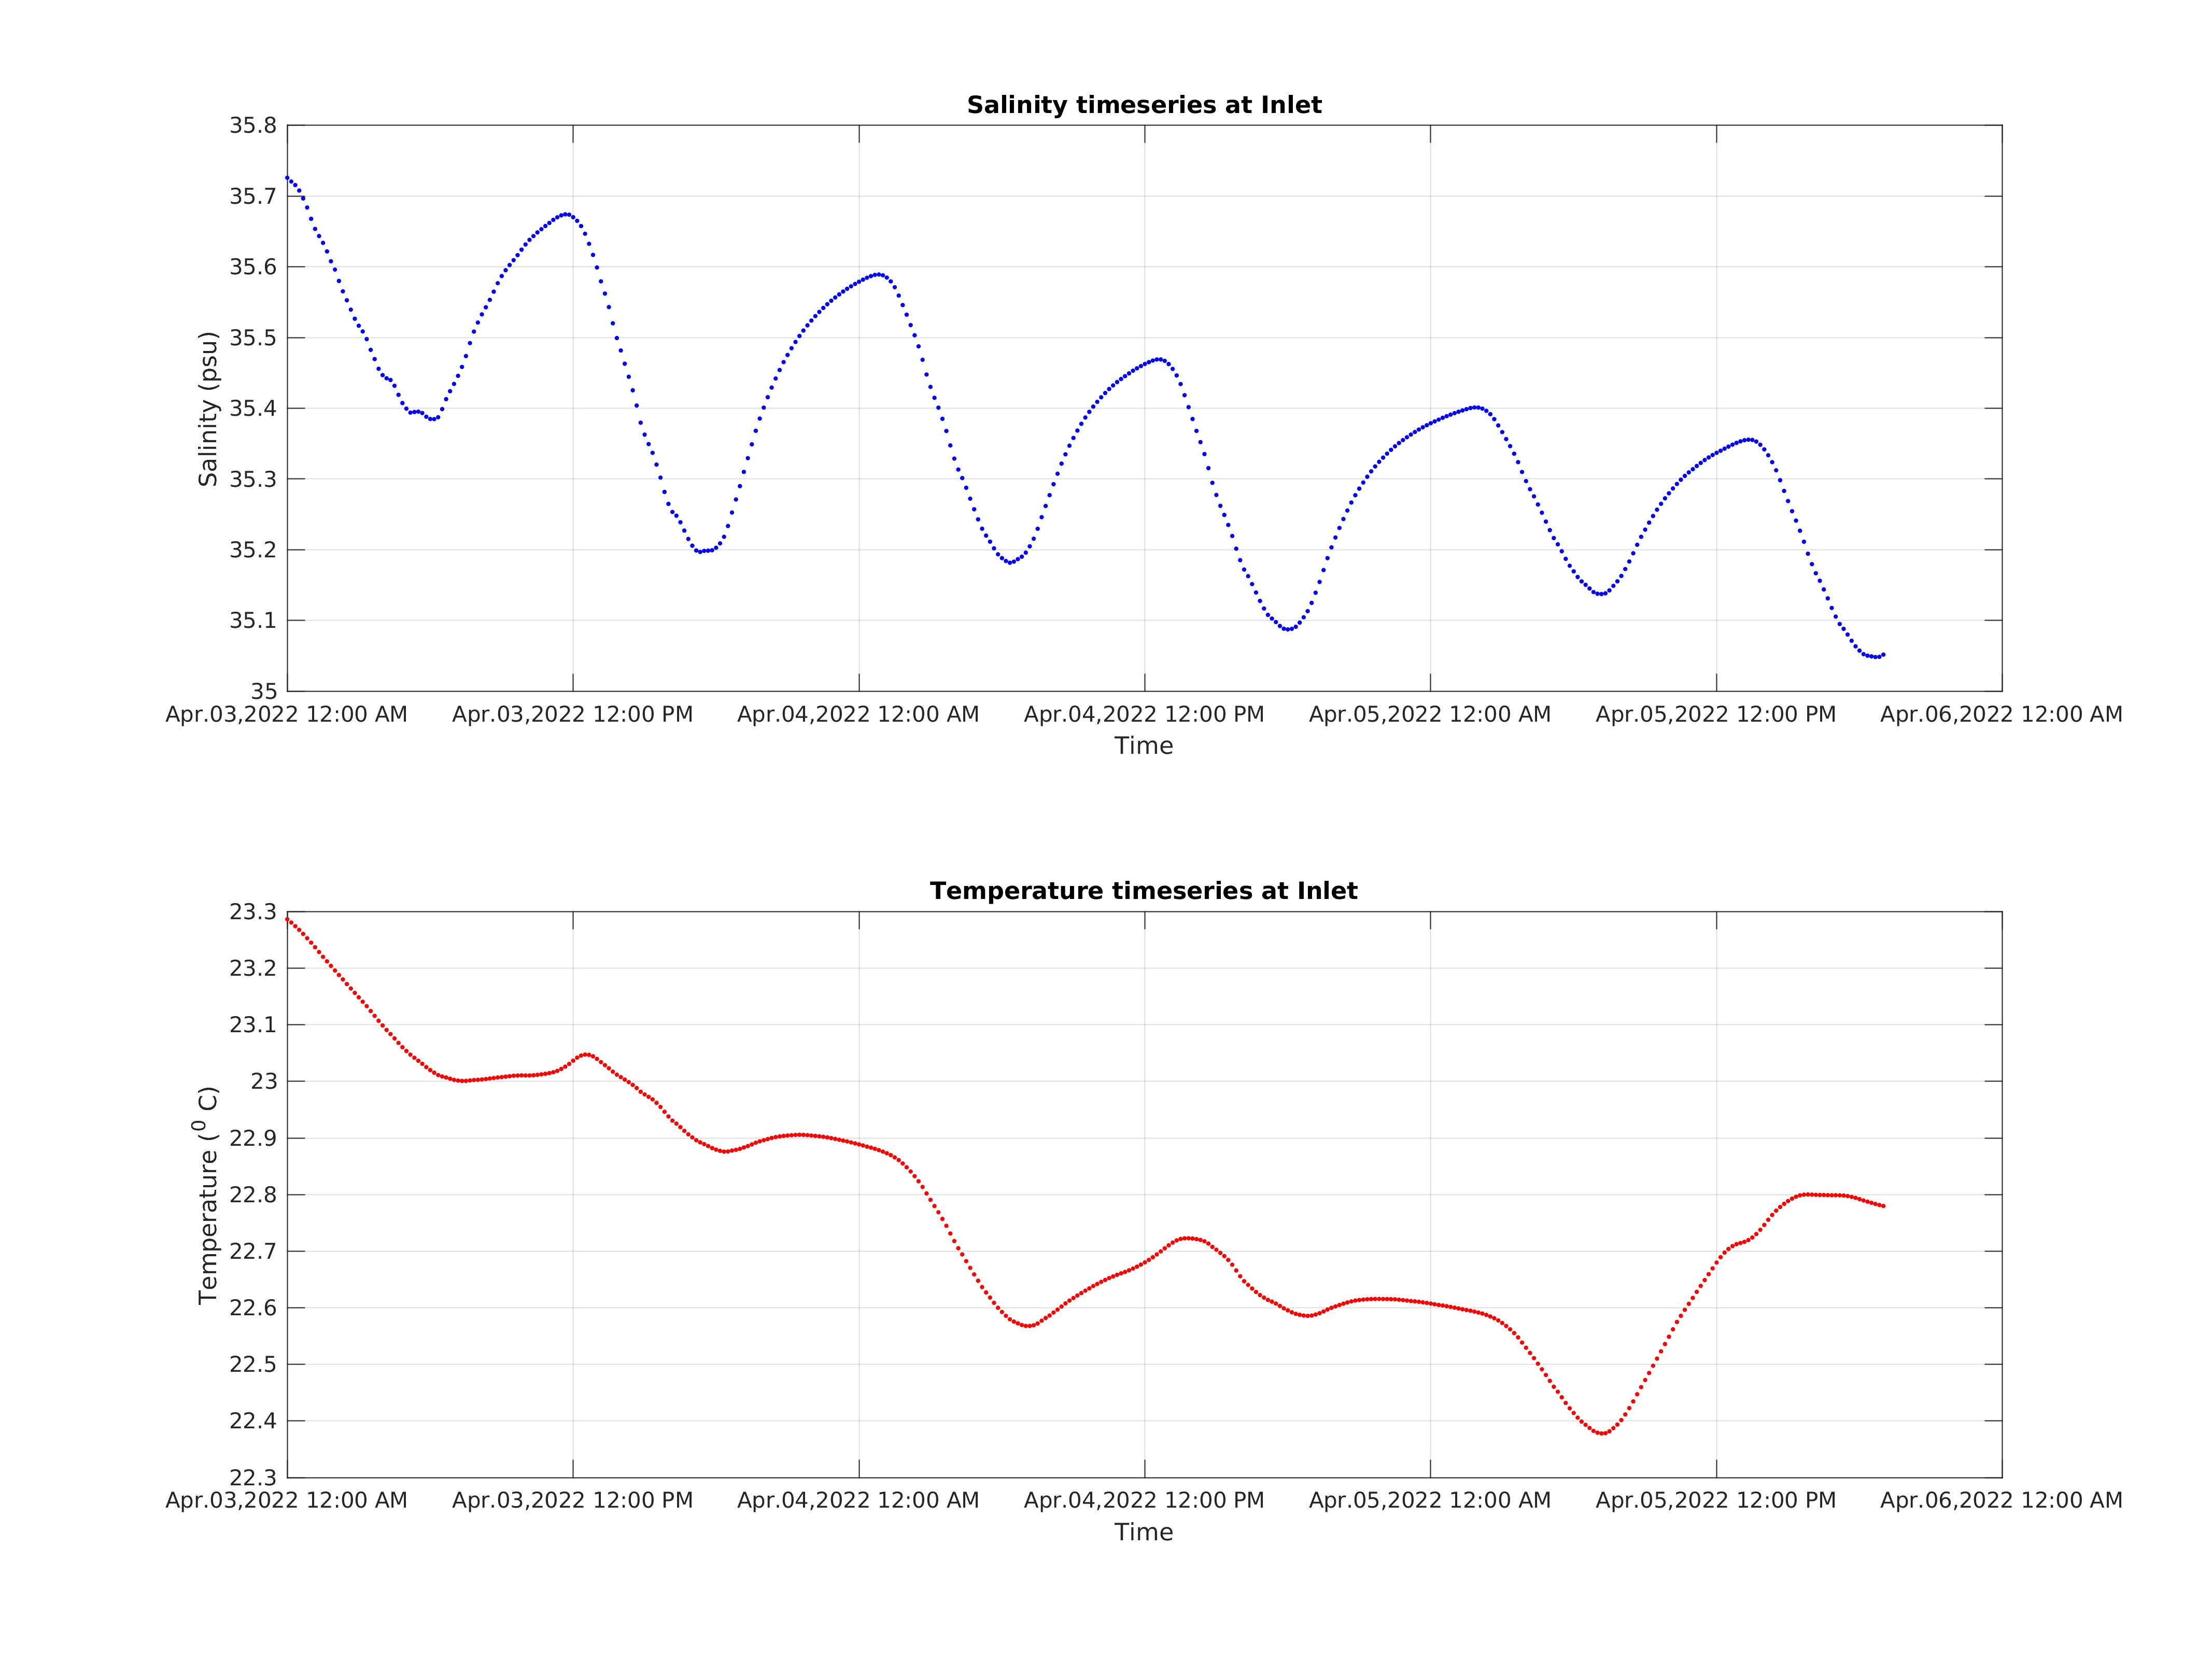 Salinity timeseries at Inlet
35.8
35.7
35.6
35.5
35.4
35.3
35.2
35.1
35
Salinity (psu)
Apr.03,2022 12:00 AM Apr.03,2022 12:00 PM Apr.04,2022 12:00 AM Apr.04,2022 12:00 PM Apr.05,2022 12:00 AM Apr.05,2022 12:00 PM Apr.06,2022 12:00 AM
Time
Temperature timeseries at Inlet
23.3
23.2
23.1
23
22.9
22.8
22.7
22.6
22.5
22.4
22.3
Temperature (⁰ C)
Apr.03,2022 12:00 AM Apr.03,2022 12:00 PM Apr.04,2022 12:00 AM Apr.04,2022 12:00 PM Apr.05,2022 12:00 AM Apr.05,2022 12:00 PM Apr.06,2022 12:00 AM
Time